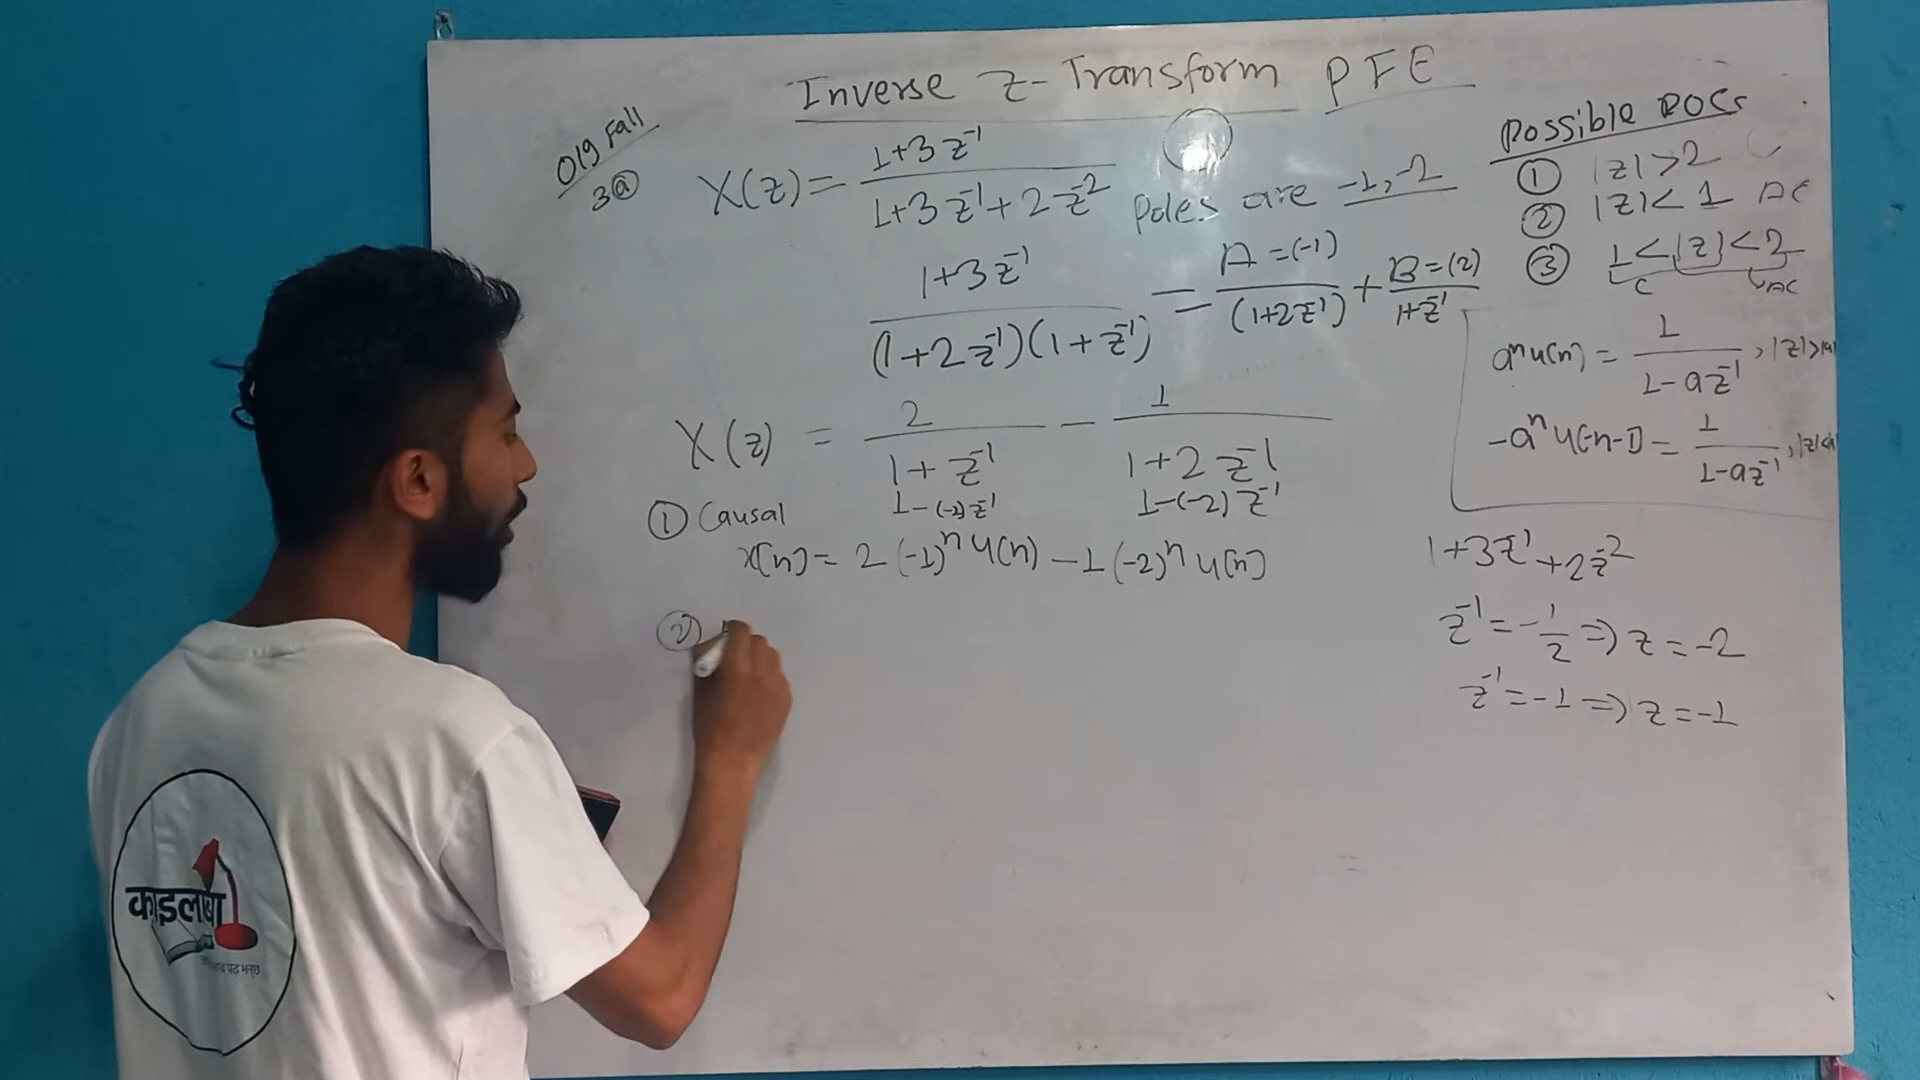 Inverse Z-Transform PFE
019 Fall
3ⓐ
X(z) = (1+3z⁻¹)/(1+3z⁻¹+2z⁻²) Poles are -1, -2
(1+3z⁻¹)/((1+2z⁻¹)(1+z⁻¹)) = A=(-1)/(1+2z⁻¹) + B=(2)/(1+z⁻¹)
X(z) = 2/(1+z⁻¹) - 1/(1+2z⁻¹)
1-(-2)z⁻¹
① Causal
x(n) = 2(-1)ⁿ u(n) - 1(-2)ⁿ u(n)
②
Possible ROCs
① |z|>2
② |z|<1 AC
③ 1<|z|<2
C AC
aⁿu(n) = 1/(1-az⁻¹), |z|>|a|
-aⁿu(-n-1) = 1/(1-az⁻¹), |z|<
1+3z⁻¹+2z⁻²
z⁻¹=-1/2 ⇒ z=-2
z⁻¹=-1 ⇒ z=-1
काइलाबा